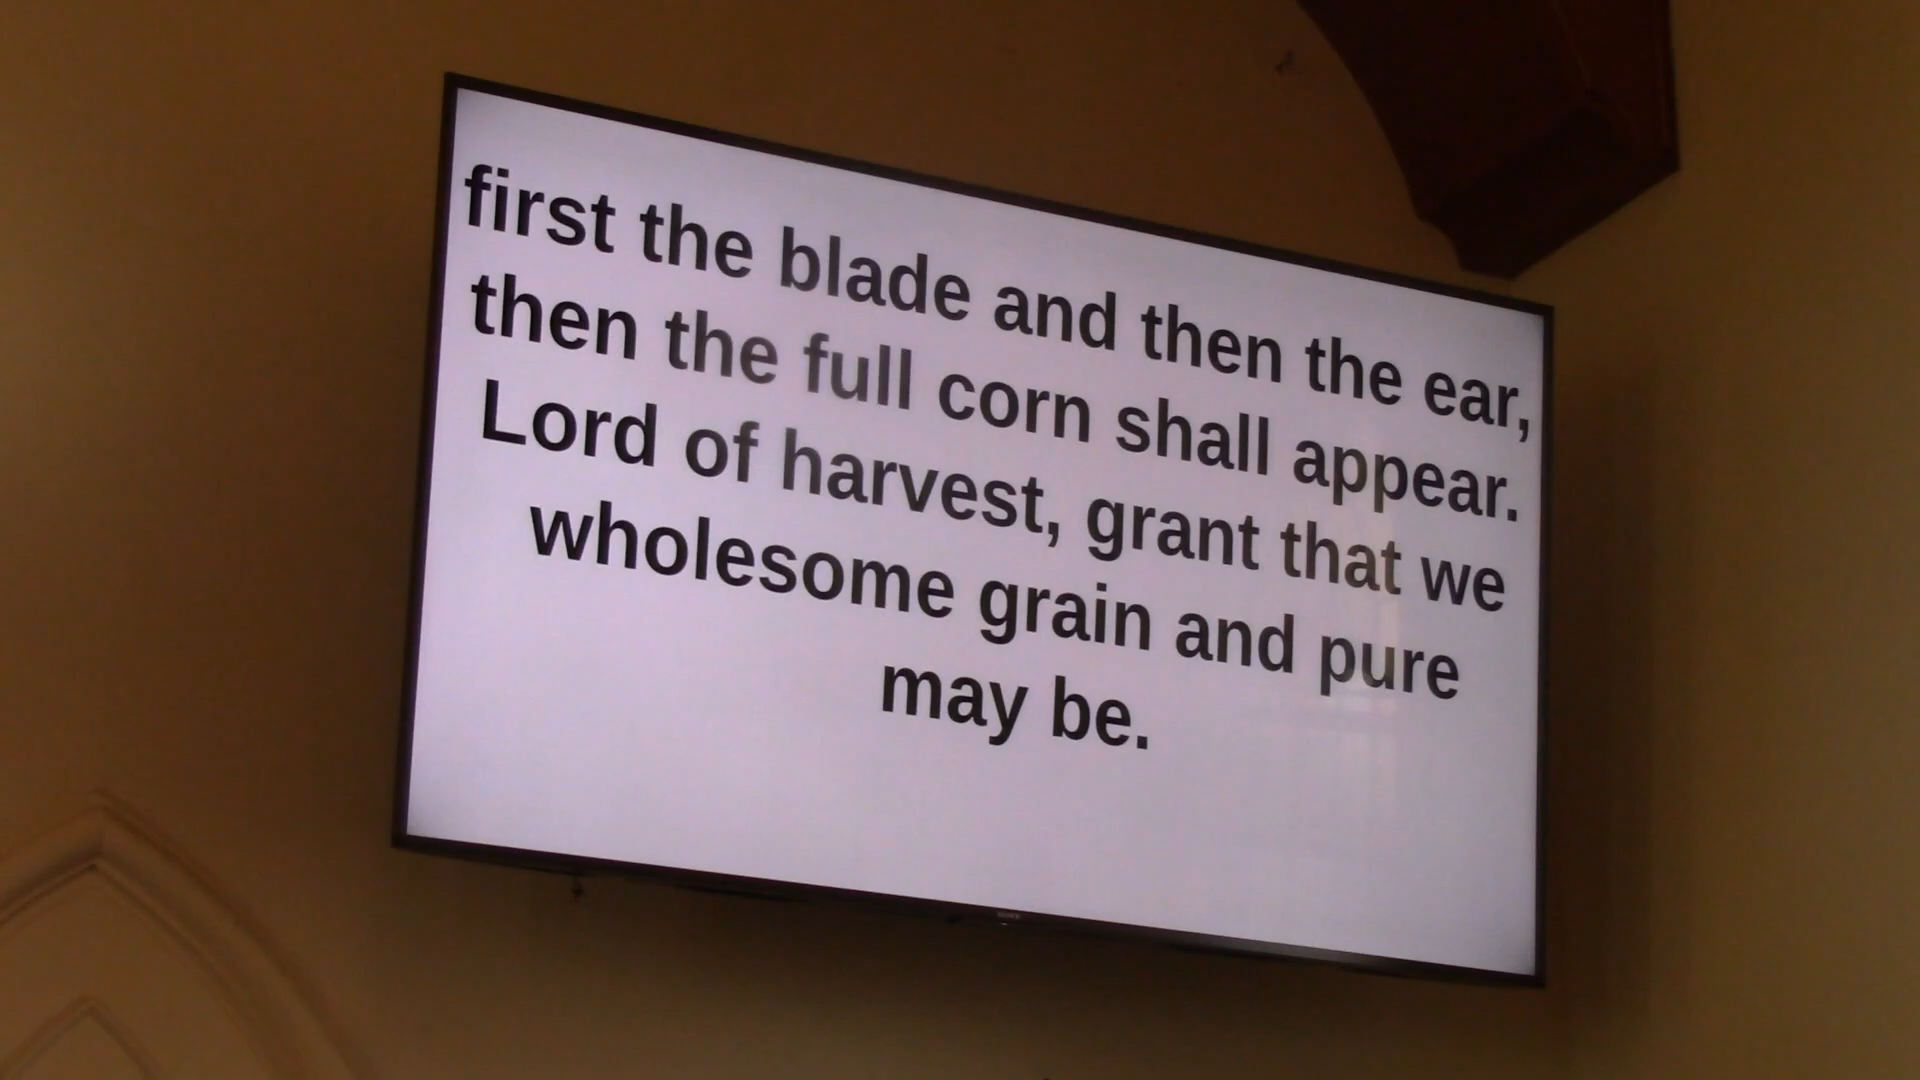 first the blade and then the ear,
then the full corn shall appear.
Lord of harvest, grant that we
wholesome grain and pure
may be.